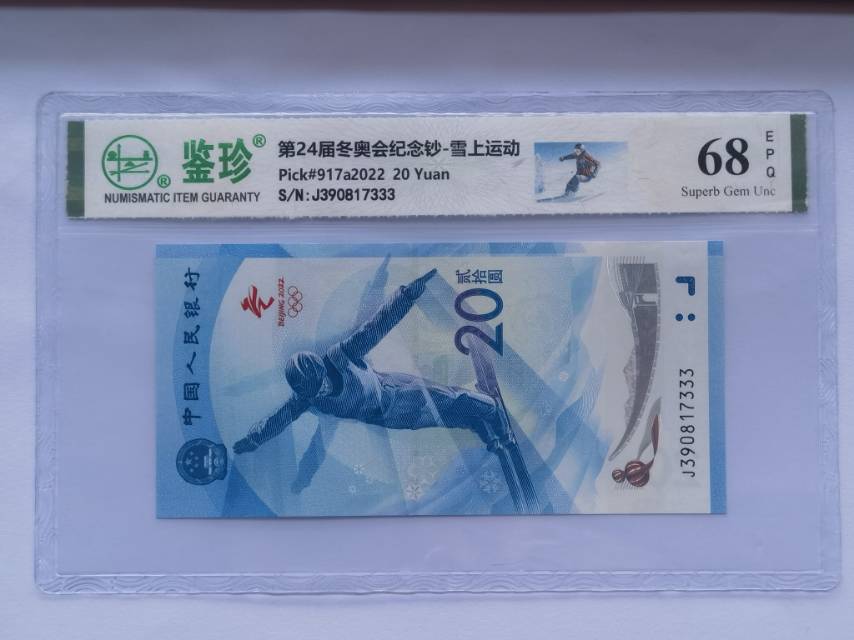 鉴珍®
®
NUMISMATIC ITEM GUARANTY
第24届冬奥会纪念钞-雪上运动
Pick#917a2022 20 Yuan
S/N:J390817333
68
EPQ
Superb Gem Unc
中国人民银行
BEIJING 2022
贰拾圆
20
J390817333